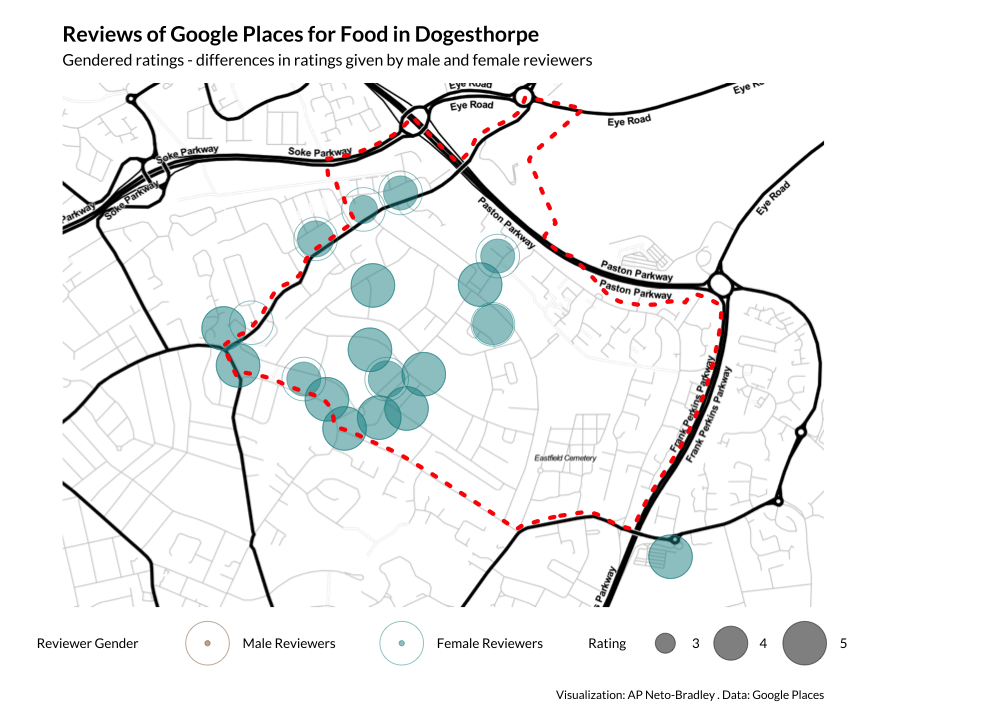 Reviews of Google Places for Food in Dogesthorpe
Gendered ratings - differences in ratings given by male and female reviewers
Eye Road
Eye Road
Eye Road
Soke Parkway
Soke Parkway
Soke Parkway
Parkway
Eye Road
Paston Parkway
Paston Parkway
Paston Parkway
Frank Perkins Parkway
Frank Perkins Parkway
Eastfield Cemetery
s Parkway
Reviewer Gender Male Reviewers Female Reviewers Rating 3 4 5
Visualization: AP Neto-Bradley . Data: Google Places